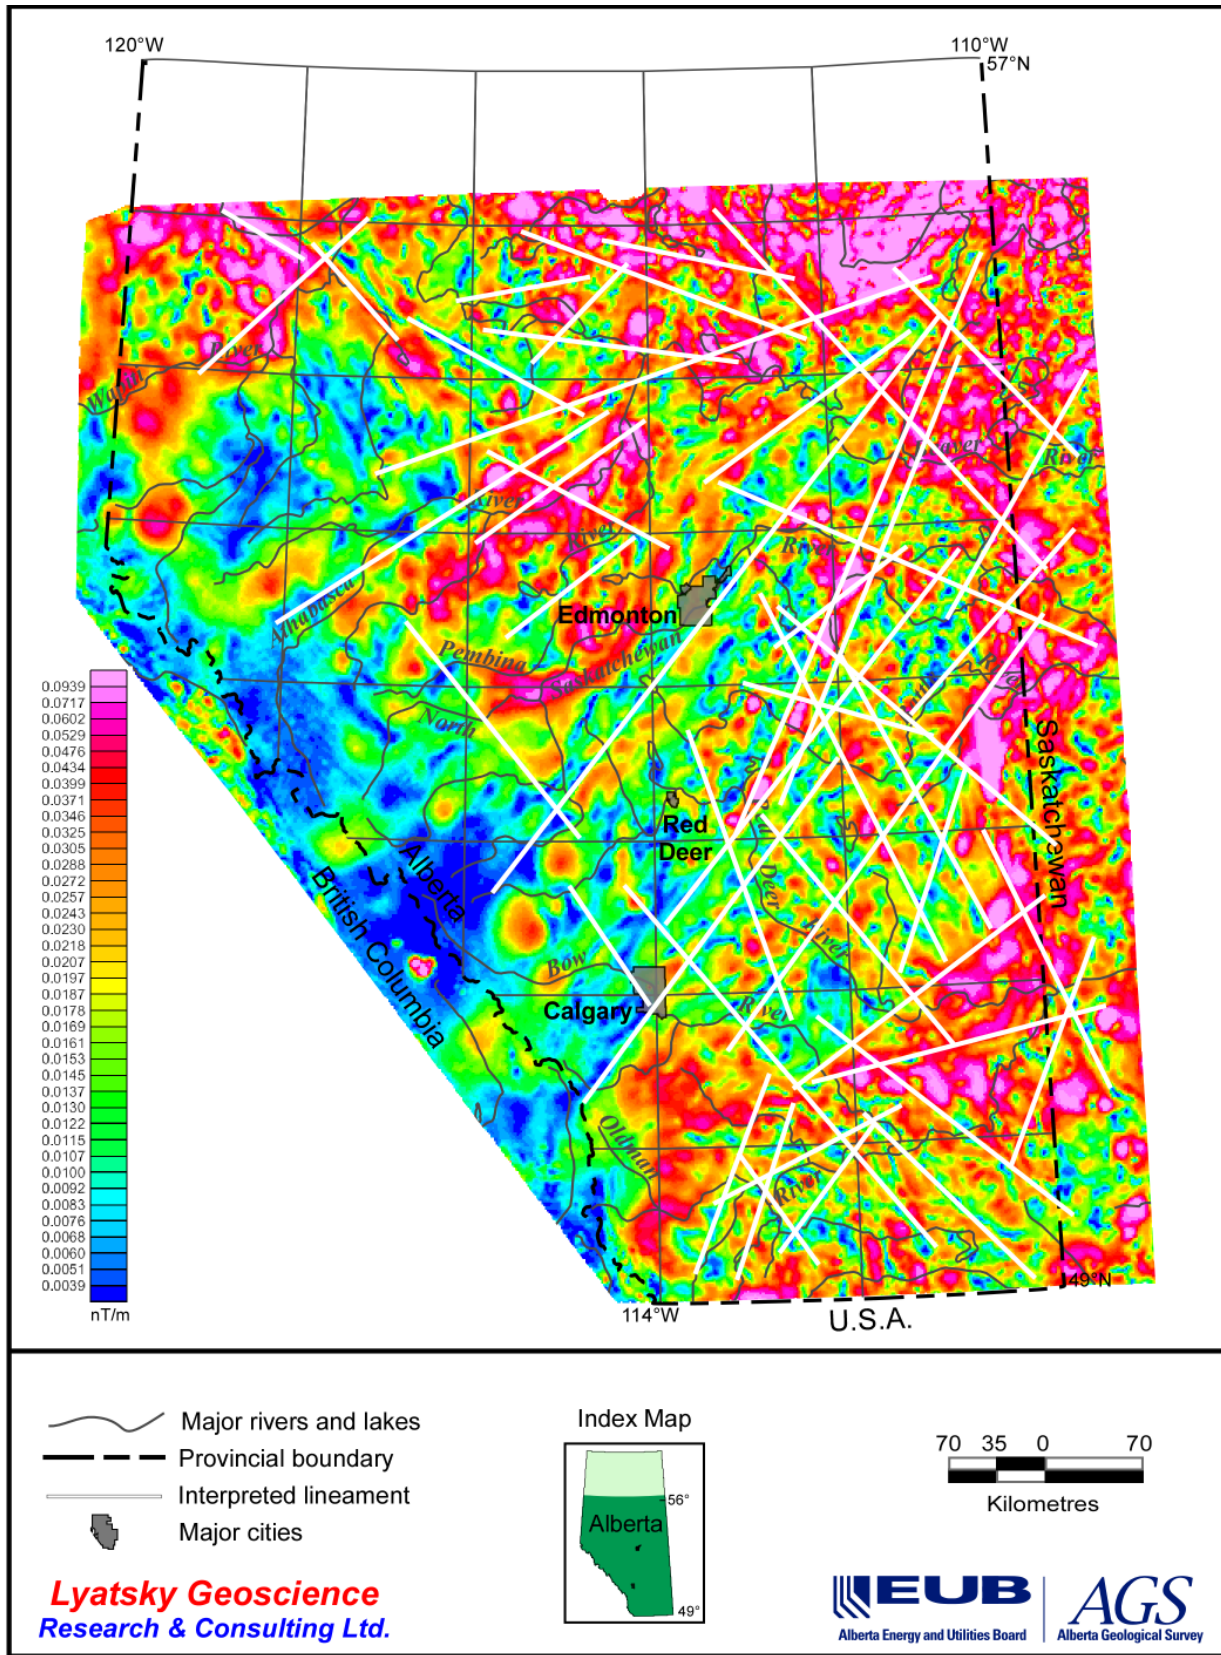 120°W
110°W
57°N
River
Wapiti
Beaver
River
River
River
River
Athabasca
Edmonton
Pembina
Saskatchewan
North
River
Saskatchewan
Red
Deer
Red
Deer
River
Alberta
British Columbia
Bow
River
Calgary
Oldman
River
0.0939
0.0717
0.0602
0.0529
0.0476
0.0434
0.0399
0.0371
0.0346
0.0325
0.0305
0.0288
0.0272
0.0257
0.0243
0.0230
0.0218
0.0207
0.0197
0.0187
0.0178
0.0169
0.0161
0.0153
0.0145
0.0137
0.0130
0.0122
0.0115
0.0107
0.0100
0.0092
0.0083
0.0076
0.0068
0.0060
0.0051
0.0039
nT/m
49°N
114°W
U.S.A.
Major rivers and lakes
Provincial boundary
Interpreted lineament
Major cities
Index Map
56°
Alberta
49°
70 35 0 70
Kilometres
Lyatsky Geoscience
Research & Consulting Ltd.
EUB
Alberta Energy and Utilities Board
AGS
Alberta Geological Survey